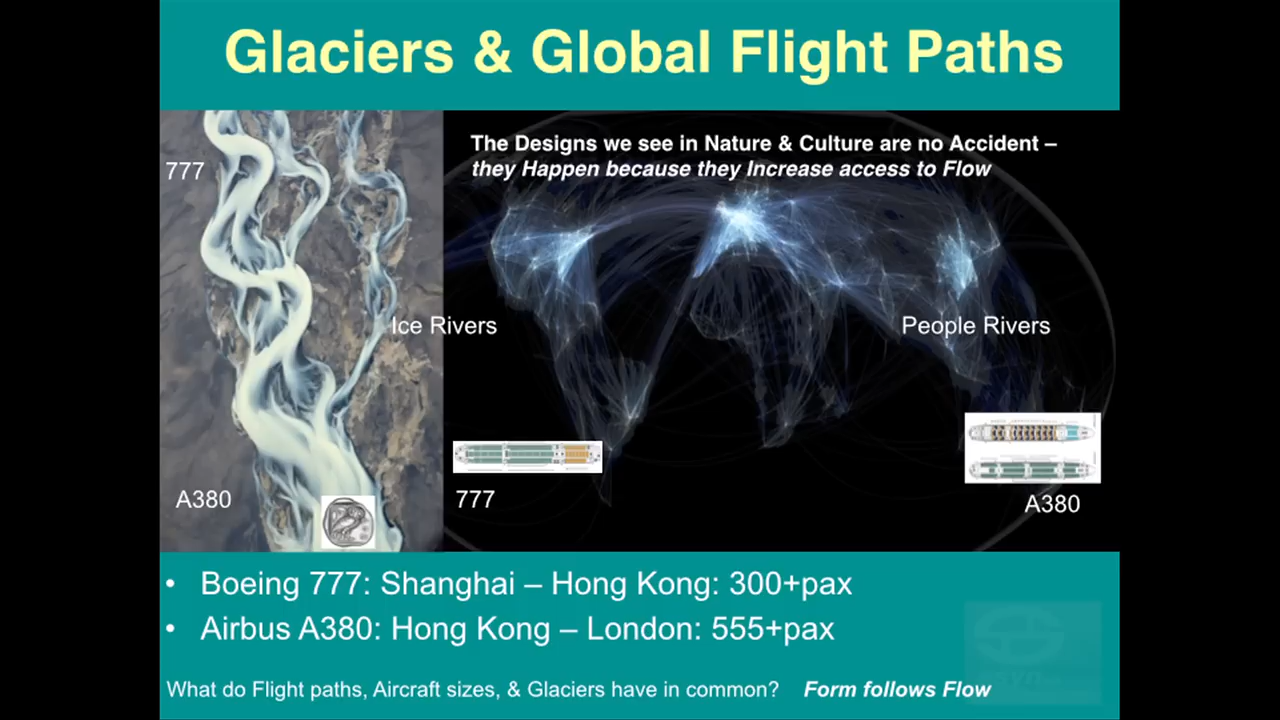 Glaciers & Global Flight Paths
The Designs we see in Nature & Culture are no Accident –
they Happen because they Increase access to Flow
777
Ice Rivers
People Rivers
A380
777
A380
• Boeing 777: Shanghai – Hong Kong: 300+pax
• Airbus A380: Hong Kong – London: 555+pax
What do Flight paths, Aircraft sizes, & Glaciers have in common? Form follows Flow